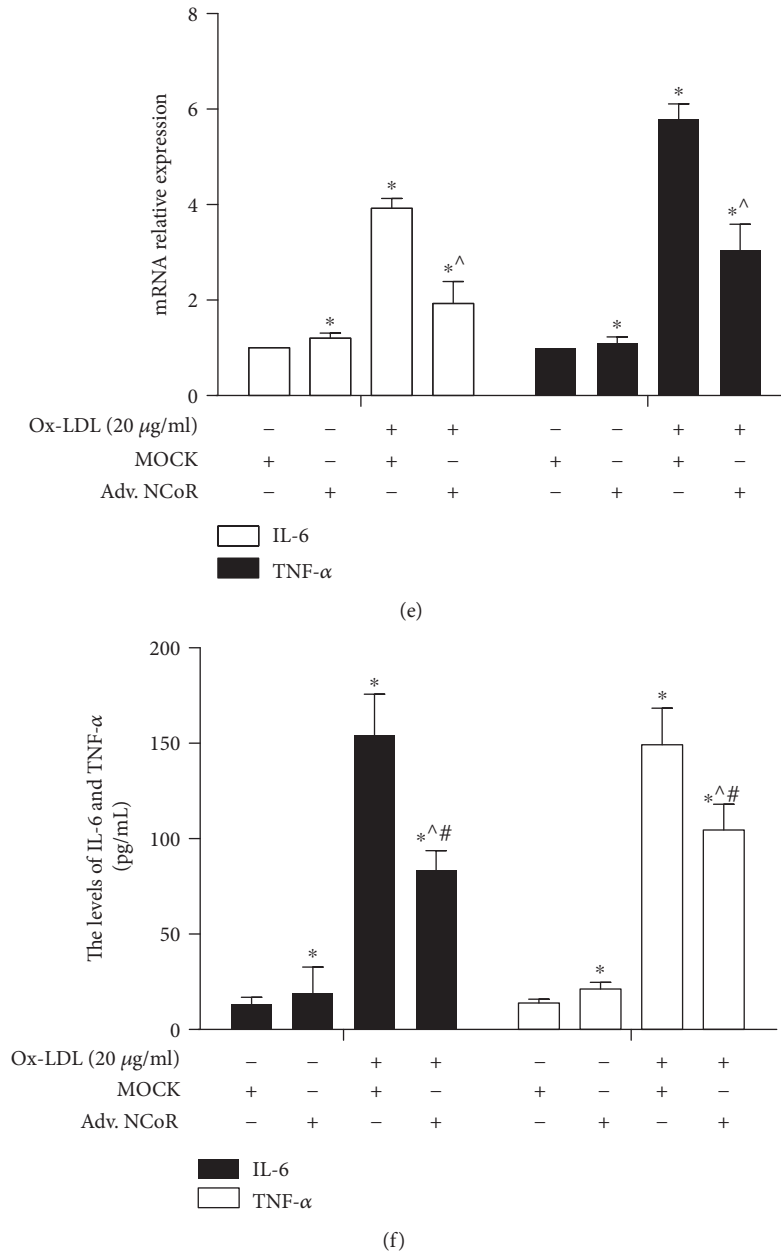 8
6
4
2
0
mRNA relative expression
*
*
*^
*
*
*
*^
Ox-LDL (20 μg/ml) − − + + − − + +
MOCK + − + − + − + −
Adv. NCoR − + − + − + − +
IL-6
TNF-α
(e)
200
150
100
50
0
The levels of IL-6 and TNF-α
(pg/mL)
*
*
*^#
*
*
*^#
Ox-LDL (20 μg/ml) − − + + − − + +
MOCK + − + − + − + −
Adv. NCoR − + − + − + − +
IL-6
TNF-α
(f)